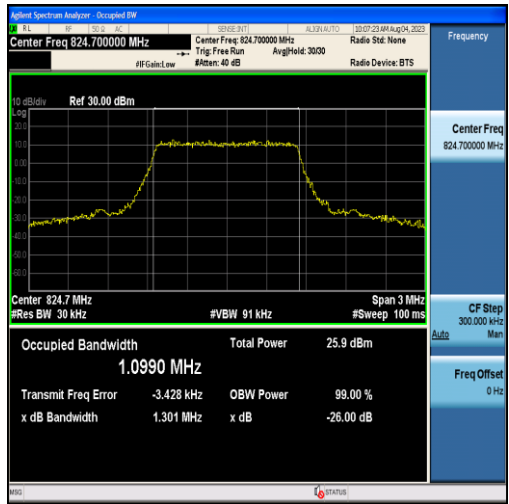 Agilent Spectrum Analyzer - Occupied BW
RL RF 50 Ω AC SENSE:INT ALIGN AUTO 10:07:23 AM Aug 04, 2023
Center Freq 824.700000 MHz Center Freq: 824.700000 MHz Radio Std: None Frequency
Trig: Free Run Avg|Hold: 30/30
#IFGain:Low #Atten: 40 dB Radio Device: BTS
10 dB/div Ref 30.00 dBm
Log
20.0
10.0
0.00
-10.0
-20.0
-30.0
-40.0
-50.0
-60.0
Center Freq
824.700000 MHz
Center 824.7 MHz Span 3 MHz
#Res BW 30 kHz #VBW 91 kHz #Sweep 100 ms
CF Step
300.000 kHz
Auto Man
Occupied Bandwidth Total Power 25.9 dBm
1.0990 MHz
Freq Offset
0 Hz
Transmit Freq Error -3.428 kHz OBW Power 99.00 %
x dB Bandwidth 1.301 MHz x dB -26.00 dB
MSG STATUS